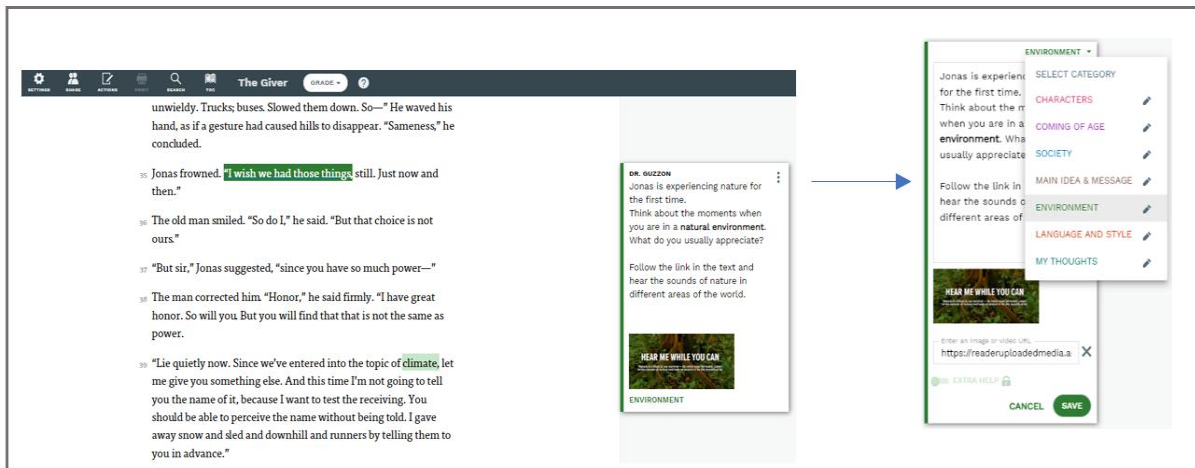 SETTINGS SHARE ACTIONS PRINT SEARCH TOC The Giver GRADE ?
unwieldy. Trucks; buses. Slowed them down. So—” He waved his
hand, as if a gesture had caused hills to disappear. “Sameness,” he
concluded.
35 Jonas frowned. “I wish we had those things, still. Just now and
then.”
36 The old man smiled. “So do I,” he said. “But that choice is not
ours.”
37 “But sir,” Jonas suggested, “since you have so much power—”
38 The man corrected him. “Honor,” he said firmly. “I have great
honor. So will you. But you will find that that is not the same as
power.
39 “Lie quietly now. Since we’ve entered into the topic of climate, let
me give you something else. And this time I’m not going to tell
you the name of it, because I want to test the receiving. You
should be able to perceive the name without being told. I gave
away snow and sled and downhill and runners by telling them to
you in advance.”
DR. GUZZON
Jonas is experiencing nature for
the first time.
Think about the moments when
you are in a natural environment.
What do you usually appreciate?
Follow the link in the text and
hear the sounds of nature in
different areas of the world.
HEAR ME WHILE YOU CAN
ENVIRONMENT
ENVIRONMENT
Jonas is experienc
for the first time.
Think about the m
when you are in a
environment. Wha
usually appreciate
Follow the link in
hear the sounds o
different areas of
SELECT CATEGORY
CHARACTERS
COMING OF AGE
SOCIETY
MAIN IDEA & MESSAGE
ENVIRONMENT
LANGUAGE AND STYLE
MY THOUGHTS
HEAR ME WHILE YOU CAN
Enter an image or video URL
https://readeruploadedmedia.a X
EXTRA HELP
CANCEL SAVE